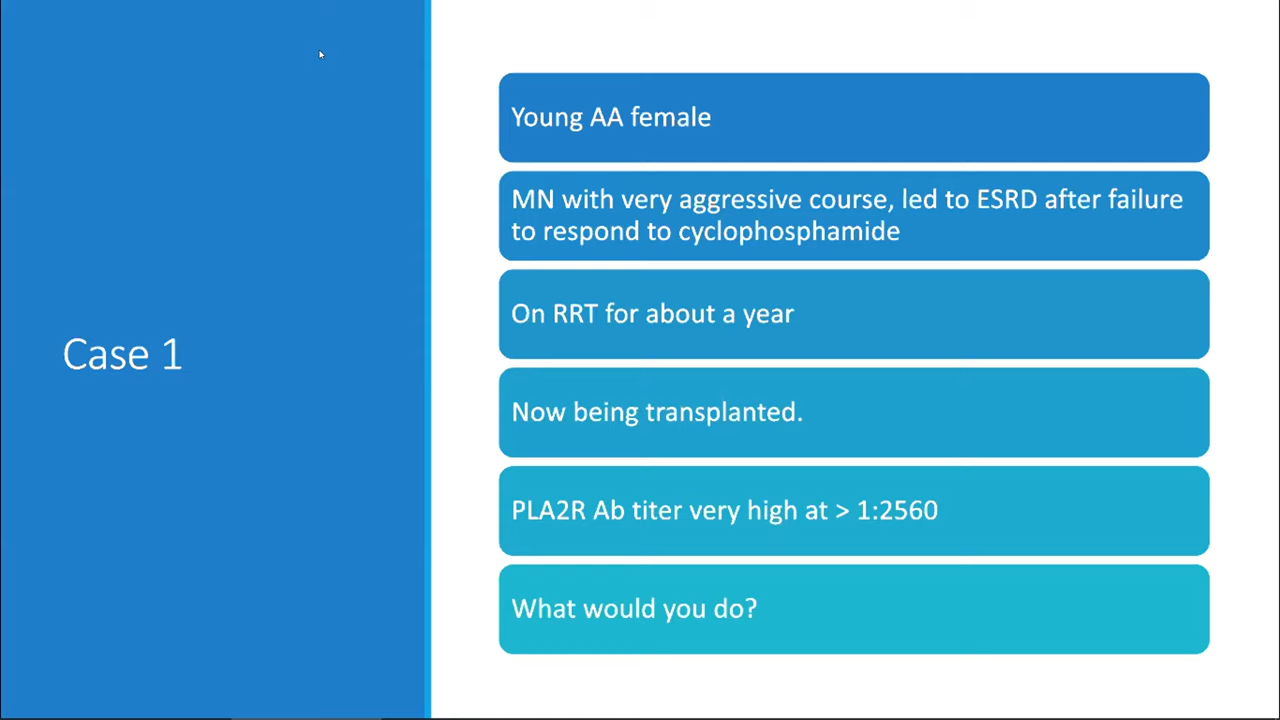 Case 1
Young AA female
MN with very aggressive course, led to ESRD after failure
to respond to cyclophosphamide
On RRT for about a year
Now being transplanted.
PLA2R Ab titer very high at > 1:2560
What would you do?